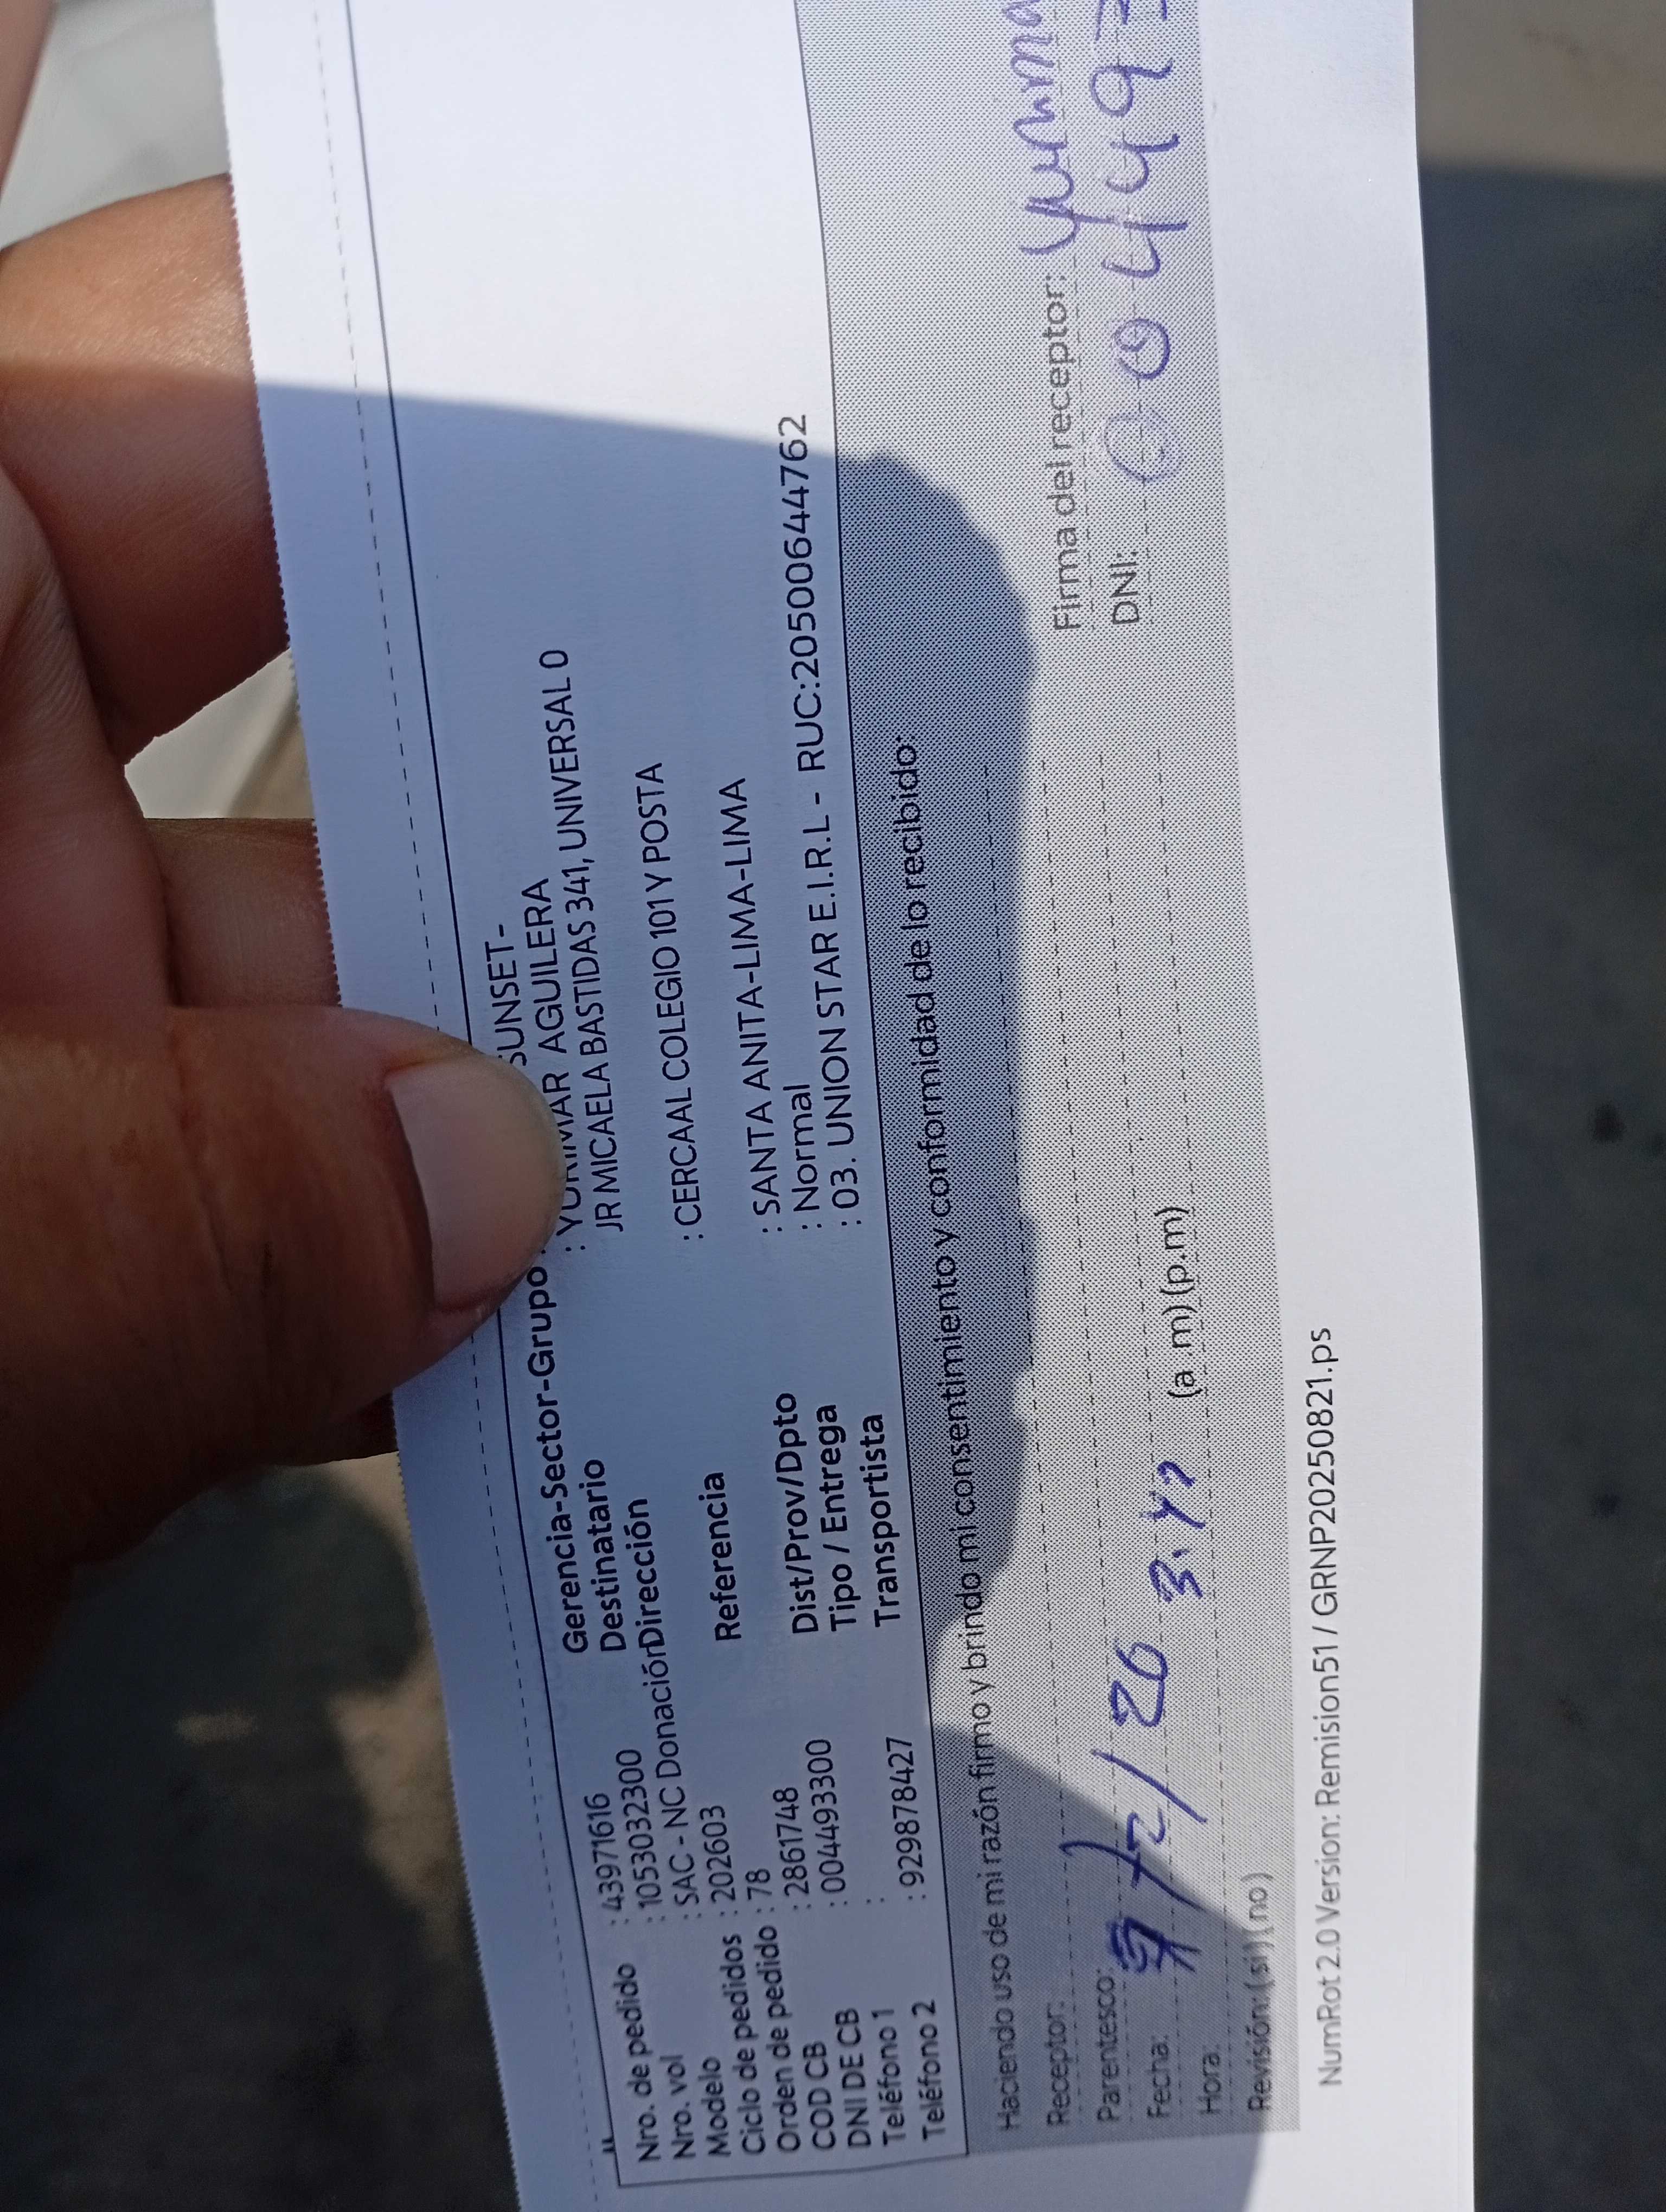 Nro. de pedido : 43971616 Gerencia-Sector-Grupo SUNSET-
Nro. vol : 1053032300 Destinatario : YURIMAR AGUILERA
Modelo : SAC - NC Donación Dirección JR MICAELA BASTIDAS 341, UNIVERSAL 0
Ciclo de pedidos : 202603
Orden de pedido : 78 Referencia : CERCA AL COLEGIO 101 Y POSTA
COD CB : 2861748
DNI DE CB : 004493300 Dist/Prov/Dpto : SANTA ANITA-LIMA-LIMA
Teléfono 1 : Tipo / Entrega : Normal
Teléfono 2 : 929878427 Transportista : 03. UNION STAR E.I.R.L - RUC:20500644762
Haciendo uso de mi razón firmo y brindo mi consentimiento y conformidad de lo recibido:
Receptor: Firma del receptor:
Parentesco: DNI: 004493
Fecha: /2/26
Hora: 3. (a m) (p.m)
Revisión: (si) (no)
NumRot 2.0 Version: Remision51 / GRNP20250821.ps